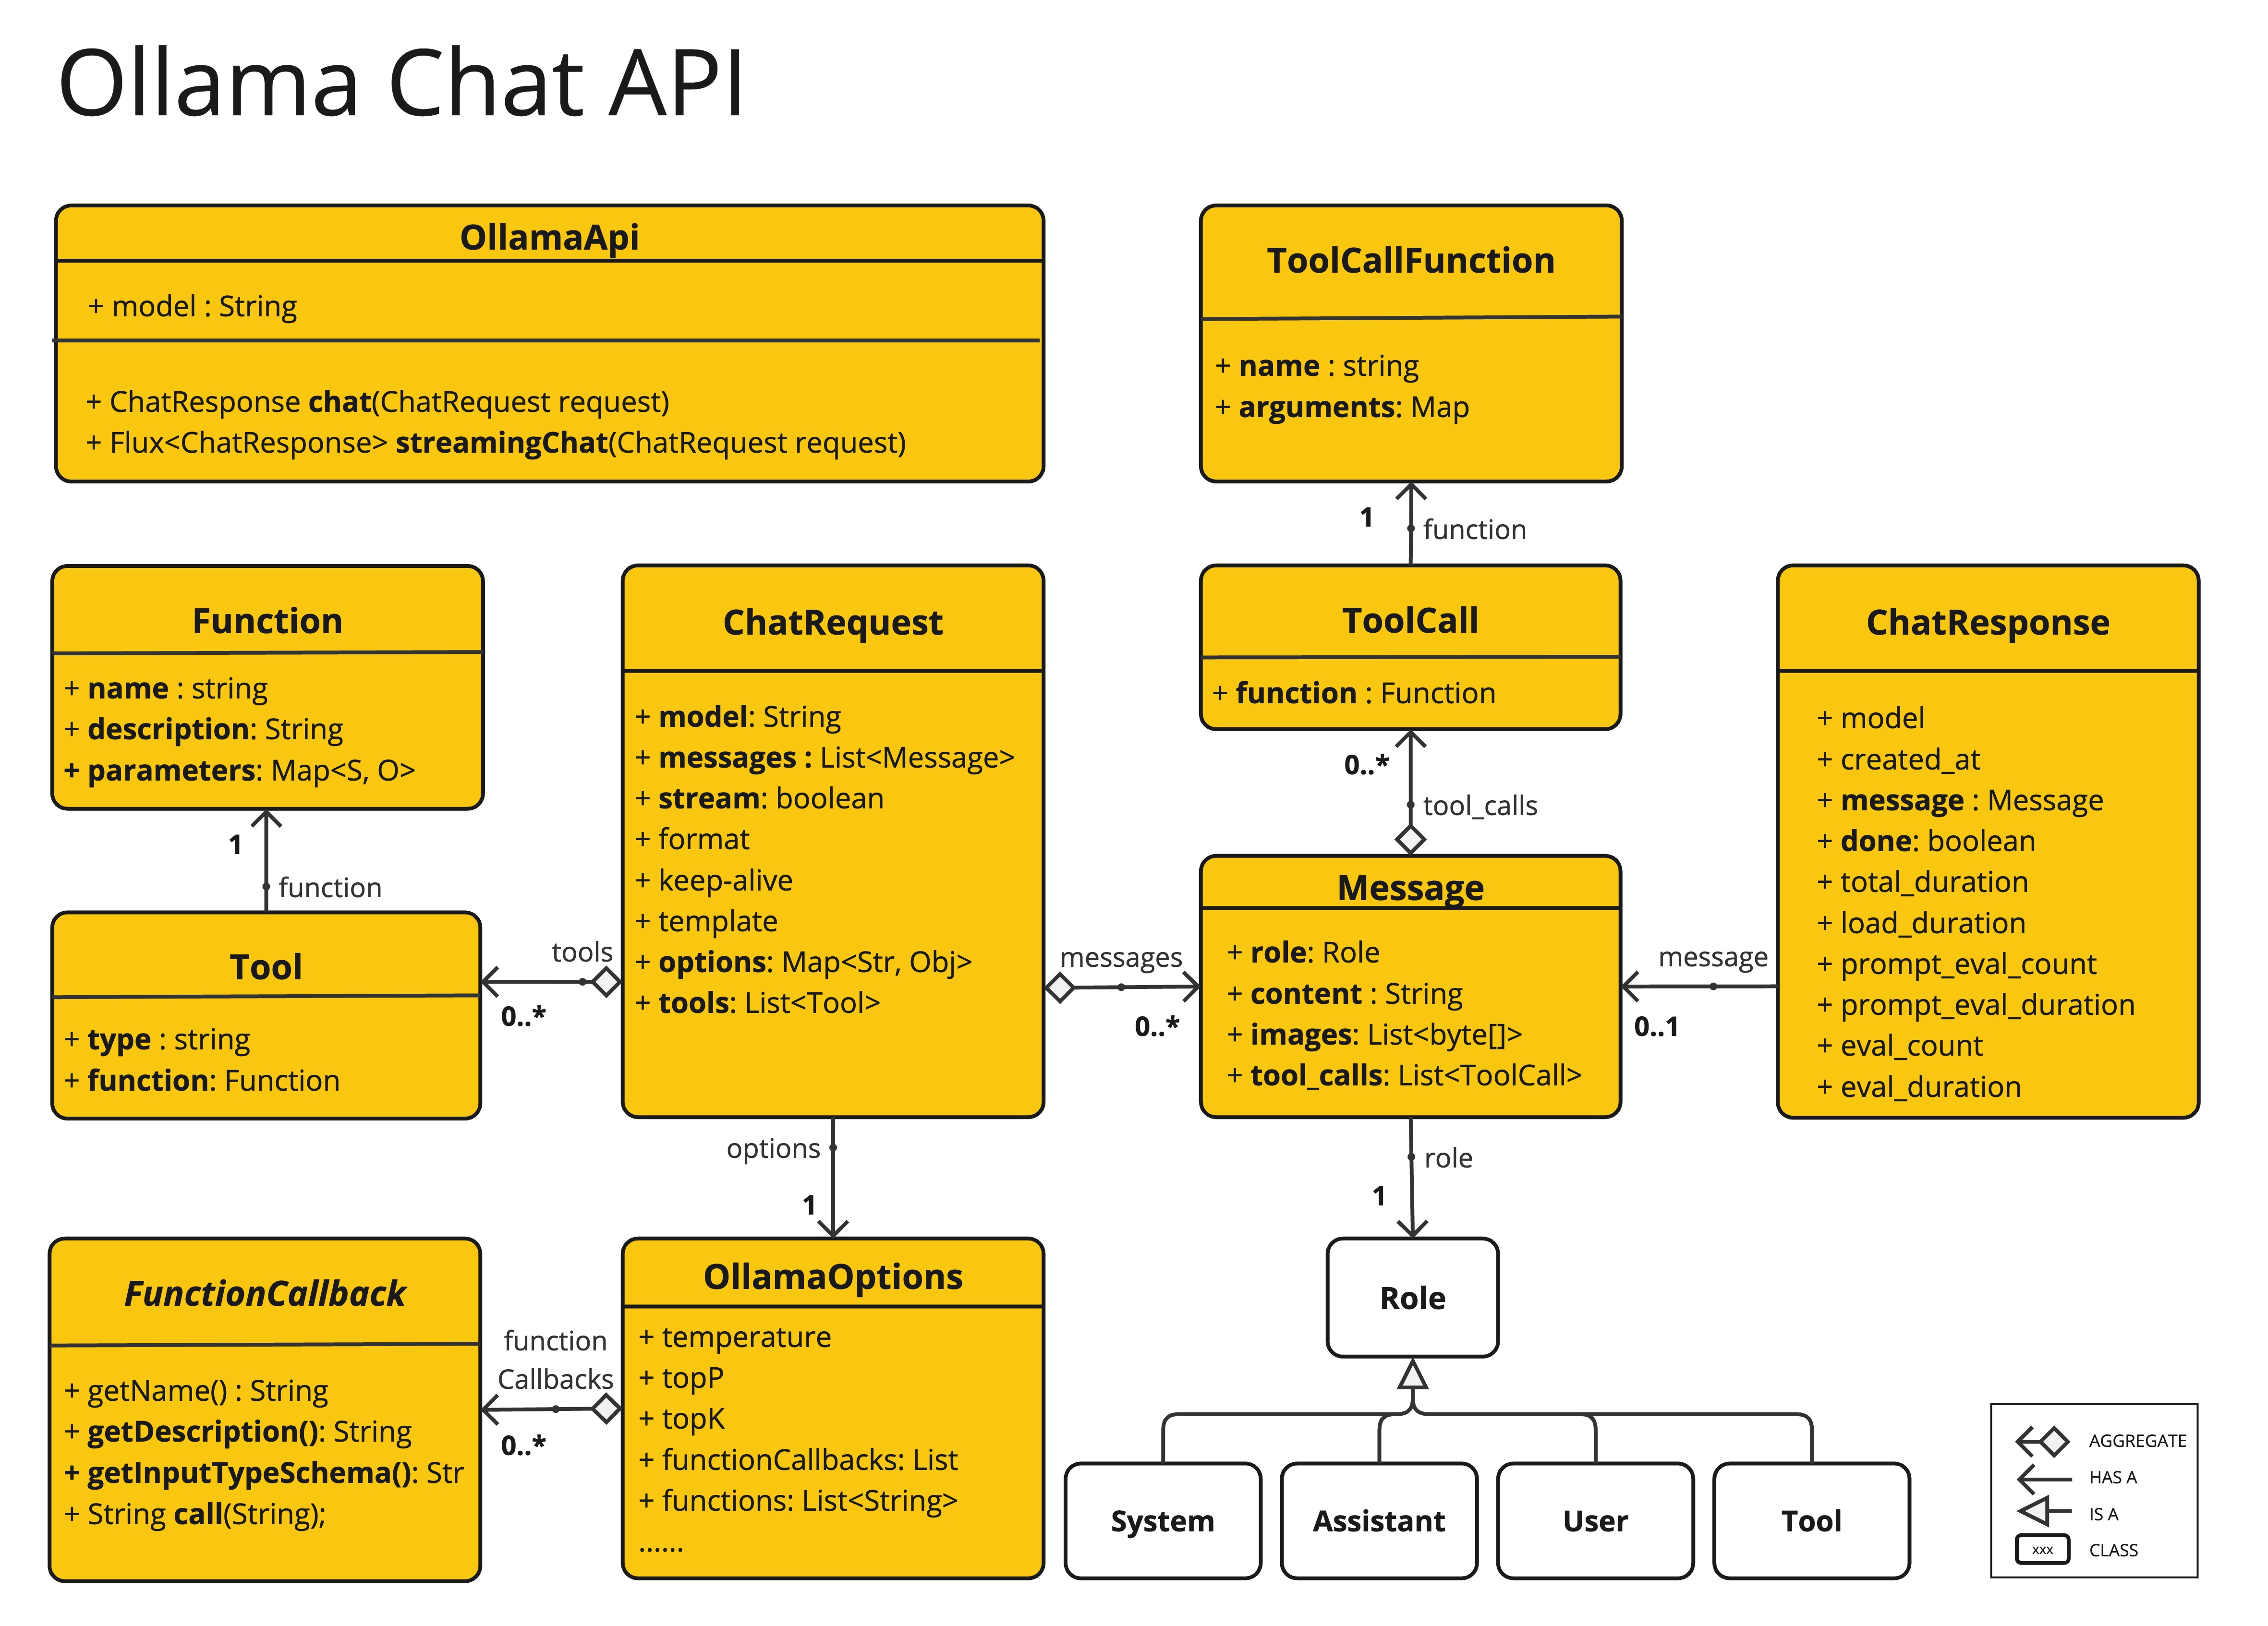 Ollama Chat API
OllamaApi
+ model : String
+ ChatResponse chat(ChatRequest request)
+ Flux<ChatResponse> streamingChat(ChatRequest request)
ToolCallFunction
+ name : string
+ arguments: Map
1
function
Function
+ name : string
+ description: String
+ parameters: Map<S, O>
1
function
Tool
+ type : string
+ function: Function
tools
0..*
ChatRequest
+ model: String
+ messages : List<Message>
+ stream: boolean
+ format
+ keep-alive
+ template
+ options: Map<Str, Obj>
+ tools: List<Tool>
messages
0..*
ToolCall
+ function : Function
0..*
tool_calls
Message
+ role: Role
+ content : String
+ images: List<byte[]>
+ tool_calls: List<ToolCall>
message
0..1
ChatResponse
+ model
+ created_at
+ message : Message
+ done: boolean
+ total_duration
+ load_duration
+ prompt_eval_count
+ prompt_eval_duration
+ eval_count
+ eval_duration
options
1
role
1
FunctionCallback
+ getName() : String
+ getDescription(): String
+ getInputTypeSchema(): Str
+ String call(String);
function
Callbacks
0..*
OllamaOptions
+ temperature
+ topP
+ topK
+ functionCallbacks: List
+ functions: List<String>
......
Role
System
Assistant
User
Tool
AGGREGATE
HAS A
IS A
xxx CLASS